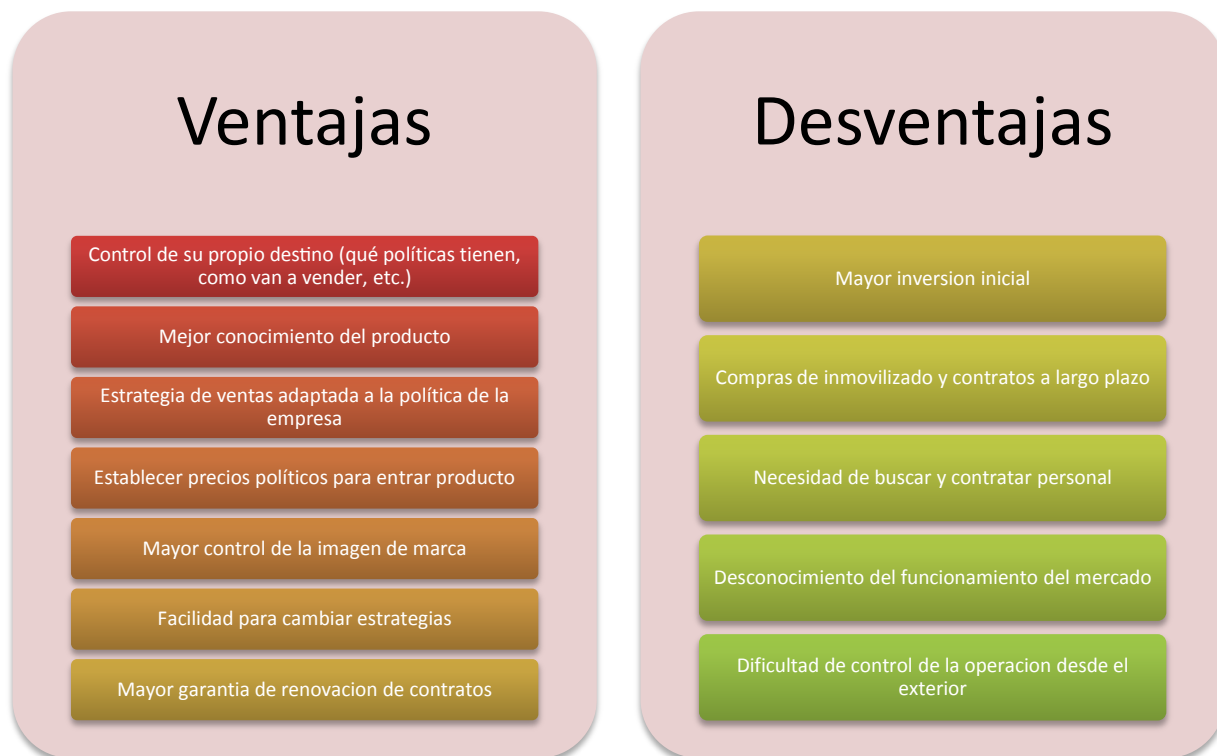 Ventajas
Control de su propio destino (qué políticas tienen,
como van a vender, etc.)
Mejor conocimiento del producto
Estrategia de ventas adaptada a la política de la
empresa
Establecer precios políticos para entrar producto
Mayor control de la imagen de marca
Facilidad para cambiar estrategias
Mayor garantia de renovacion de contratos
Desventajas
Mayor inversion inicial
Compras de inmovilizado y contratos a largo plazo
Necesidad de buscar y contratar personal
Desconocimiento del funcionamiento del mercado
Dificultad de control de la operacion desde el
exterior